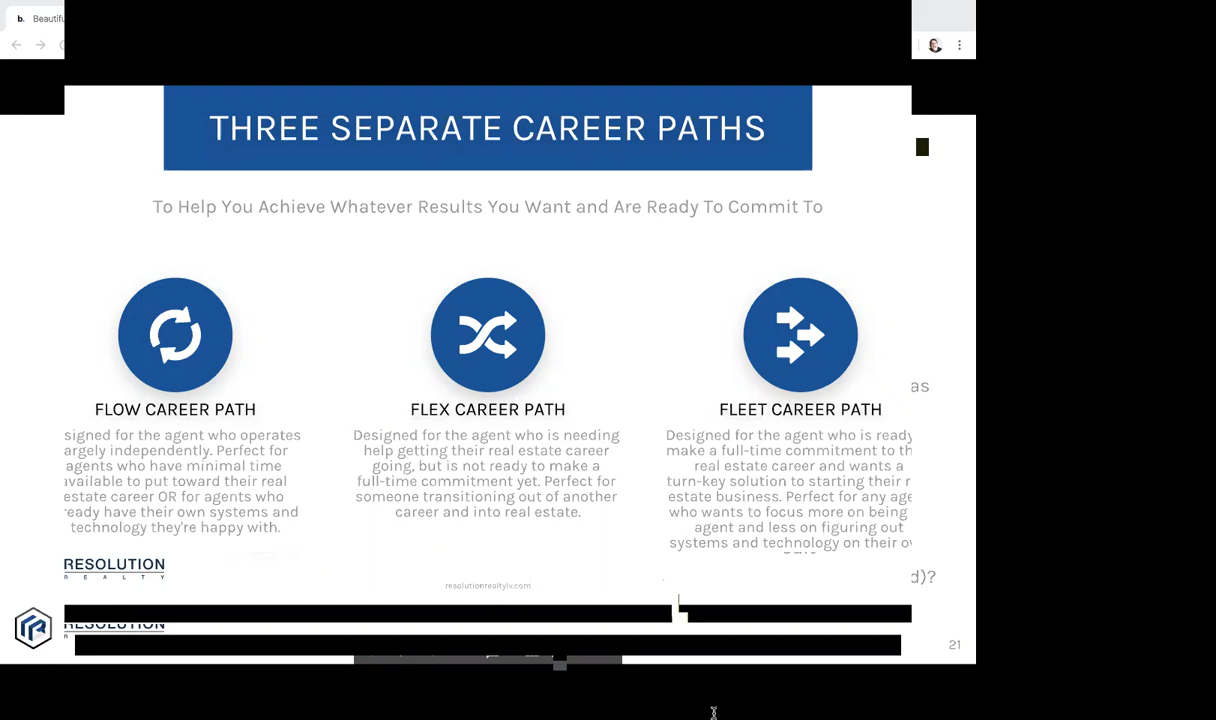 b. Beautifu
THREE SEPARATE CAREER PATHS
To Help You Achieve Whatever Results You Want and Are Ready To Commit To
FLOW CAREER PATH
signed for the agent who operates
argely independently. Perfect for
agents who have minimal time
available to put toward their real
estate career OR for agents who
ready have their own systems and
technology they're happy with.
FLEX CAREER PATH
Designed for the agent who is needing
help getting their real estate career
going, but is not ready to make a
full-time commitment yet. Perfect for
someone transitioning out of another
career and into real estate.
FLEET CAREER PATH
Designed for the agent who is ready
make a full-time commitment to th
real estate career and wants a
turn-key solution to starting their r
estate business. Perfect for any age
who wants to focus more on being
agent and less on figuring out
systems and technology on their ow
as
d)?
RESOLUTION
REALTY
resolutionrealtylv.com
RESOLUTION
21